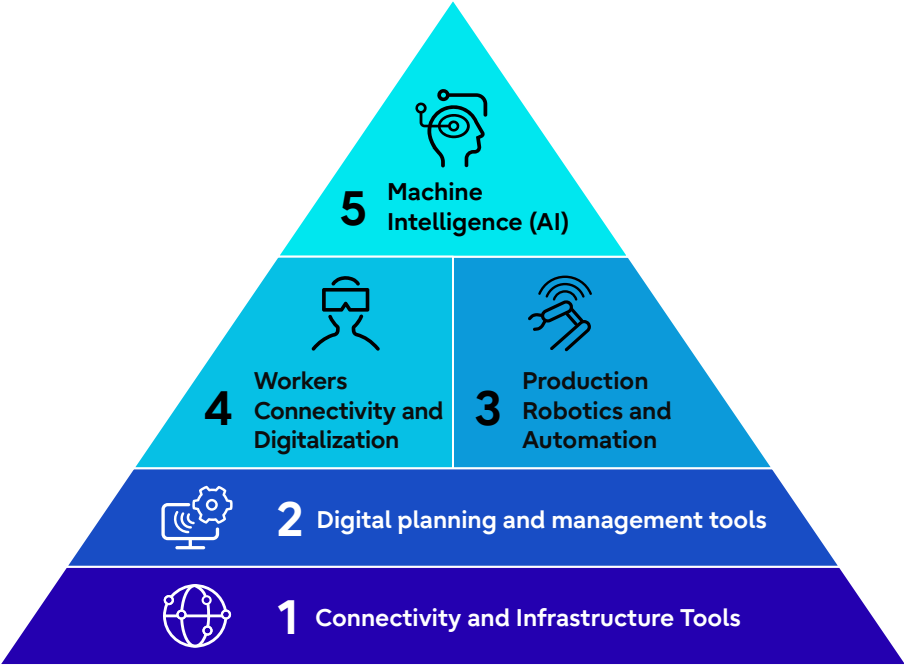 5 Machine
Intelligence (AI)
4 Workers
Connectivity and
Digitalization
3 Production
Robotics and
Automation
2 Digital planning and management tools
1 Connectivity and Infrastructure Tools